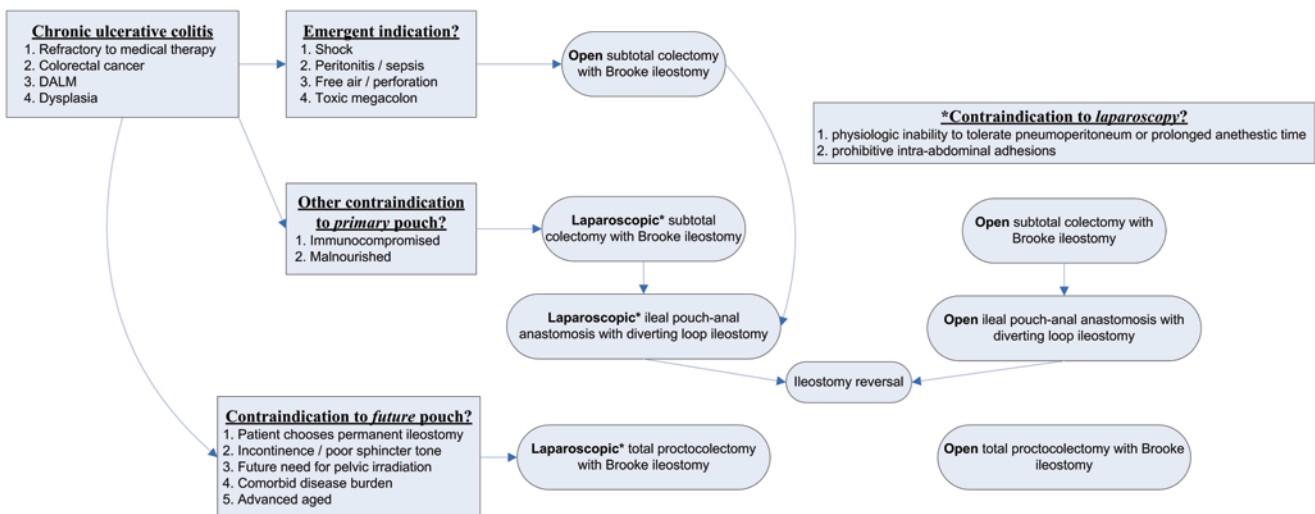 Chronic ulcerative colitis
1. Refractory to medical therapy
2. Colorectal cancer
3. DALM
4. Dysplasia
Emergent indication?
1. Shock
2. Peritonitis / sepsis
3. Free air / perforation
4. Toxic megacolon
Open subtotal colectomy
with Brooke ileostomy
*Contraindication to laparoscopy?
1. physiologic inability to tolerate pneumoperitoneum or prolonged anethestic time
2. prohibitive intra-abdominal adhesions
Other contraindication
to primary pouch?
1. Immunocompromised
2. Malnourished
Laparoscopic* subtotal
colectomy with Brooke ileostomy
Open subtotal colectomy with
Brooke ileostomy
Laparoscopic* ileal pouch-anal
anastomosis with diverting loop ileostomy
Open ileal pouch-anal anastomosis with
diverting loop ileostomy
Ileostomy reversal
Contraindication to future pouch?
1. Patient chooses permanent ileostomy
2. Incontinence / poor sphincter tone
3. Future need for pelvic irradiation
4. Comorbid disease burden
5. Advanced aged
Laparoscopic* total proctocolectomy
with Brooke ileostomy
Open total proctocolectomy with Brooke
ileostomy